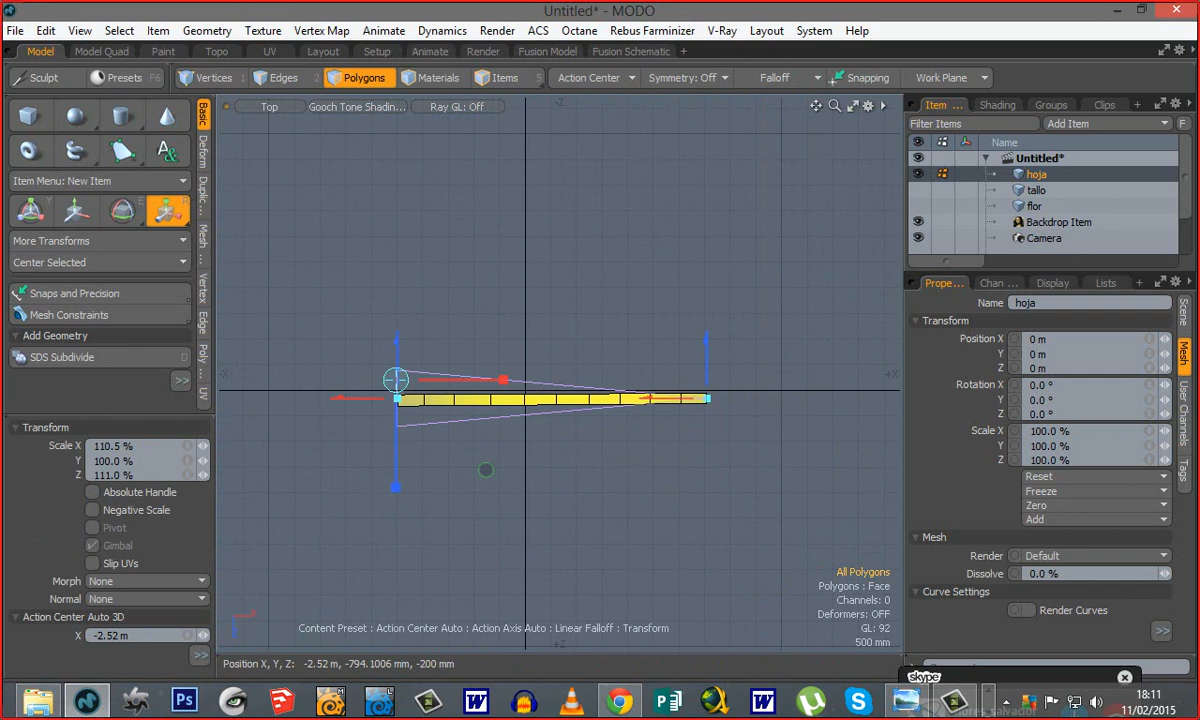 Untitled* - MODO
File Edit View Select Item Geometry Texture Vertex Map Animate Dynamics Render ACS Octane Rebus Farminizer V-Ray Layout System Help
Model Model Quad Paint Topo UV Layout Setup Animate Render Fusion Model Fusion Schematic +
Sculpt Presets F6 Vertices 1 Edges 2 Polygons Materials Items 5 Action Center Symmetry: Off Falloff Snapping Work Plane
Top Gooch Tone Shadin... Ray GL: Off
-Z
-X
+X
+Z
Basic
Deform
Duplic...
Mesh ...
Vertex
Edge
Poly ...
UV
Item Menu: New Item
Y
E
R
More Transforms
Center Selected
Snaps and Precision
Mesh Constraints
Add Geometry
SDS Subdivide D
>>
Transform
Scale X 110.5 %
Y 100.0 %
Z 111.0 %
Absolute Handle
Negative Scale
Pivot
Gimbal
Slip UVs
Morph None
Normal None
Action Center Auto 3D
X -2.52 m
>>
All Polygons
Polygons : Face
Channels: 0
Deformers: OFF
GL: 92
500 mm
Content Preset : Action Center Auto : Action Axis Auto : Linear Falloff : Transform
Position X, Y, Z: -2.52 m, -794.1006 mm, -200 mm
Item ... Shading Groups Clips +
Filter Items Add Item F
Name
Untitled*
hoja
tallo
flor
Backdrop Item
Camera
Prope... Chan ... Display Lists +
Name hoja
Transform
Position X 0 m
Y 0 m
Z 0 m
Rotation X 0.0 °
Y 0.0 °
Z 0.0 °
Scale X 100.0 %
Y 100.0 %
Z 100.0 %
Reset
Freeze
Zero
Add
Mesh
Render Default
Dissolve 0.0 %
Curve Settings
Render Curves
>>
Scene
Mesh
User Channels
Tags
skype
18:11
11/02/2015